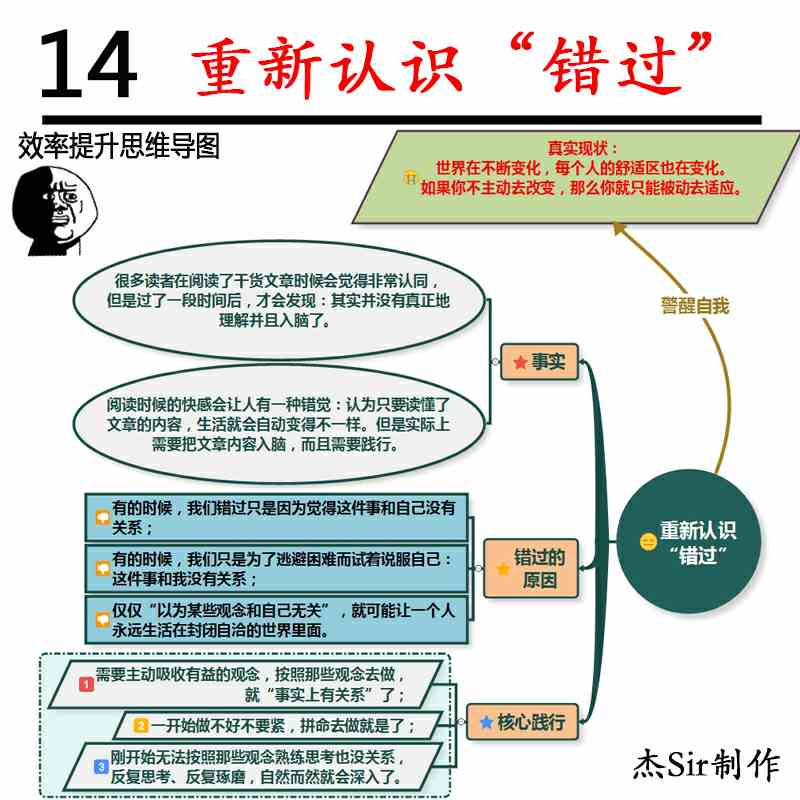 14 重新认识“错过”
效率提升思维导图
真实现状：
世界在不断变化，每个人的舒适区也在变化。
如果你不主动去改变，那么你就只能被动去适应。
警醒自我
重新认识
“错过”
事实
很多读者在阅读了干货文章时候会觉得非常认同，
但是过了一段时间后，才会发现：其实并没有真正地
理解并且入脑了。
阅读时候的快感会让人有一种错觉：认为只要读懂了
文章的内容，生活就会自动变得不一样。但是实际上
需要把文章内容入脑，而且需要践行。
错过的
原因
有的时候，我们错过只是因为觉得这件事和自己没有
关系；
有的时候，我们只是为了逃避困难而试着说服自己：
这件事和我没有关系；
仅仅“以为某些观念和自己无关”，就可能让一个人
永远生活在封闭自洽的世界里面。
核心践行
1 需要主动吸收有益的观念，按照那些观念去做，
就“事实上有关系”了；
2 一开始做不好不要紧，拼命去做就是了；
3 刚开始无法按照那些观念熟练思考也没关系，
反复思考、反复琢磨，自然而然就会深入了。
杰Sir制作